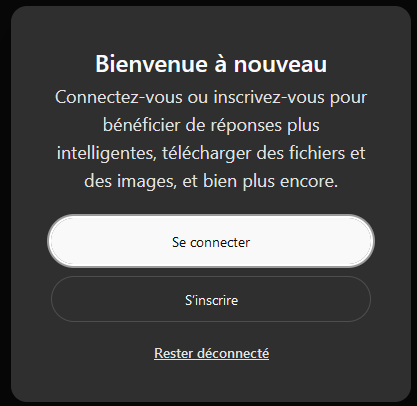 Bienvenue à nouveau
Connectez-vous ou inscrivez-vous pour
bénéficier de réponses plus
intelligentes, télécharger des fichiers et
des images, et bien plus encore.
Se connecter
S'inscrire
Rester déconnecté